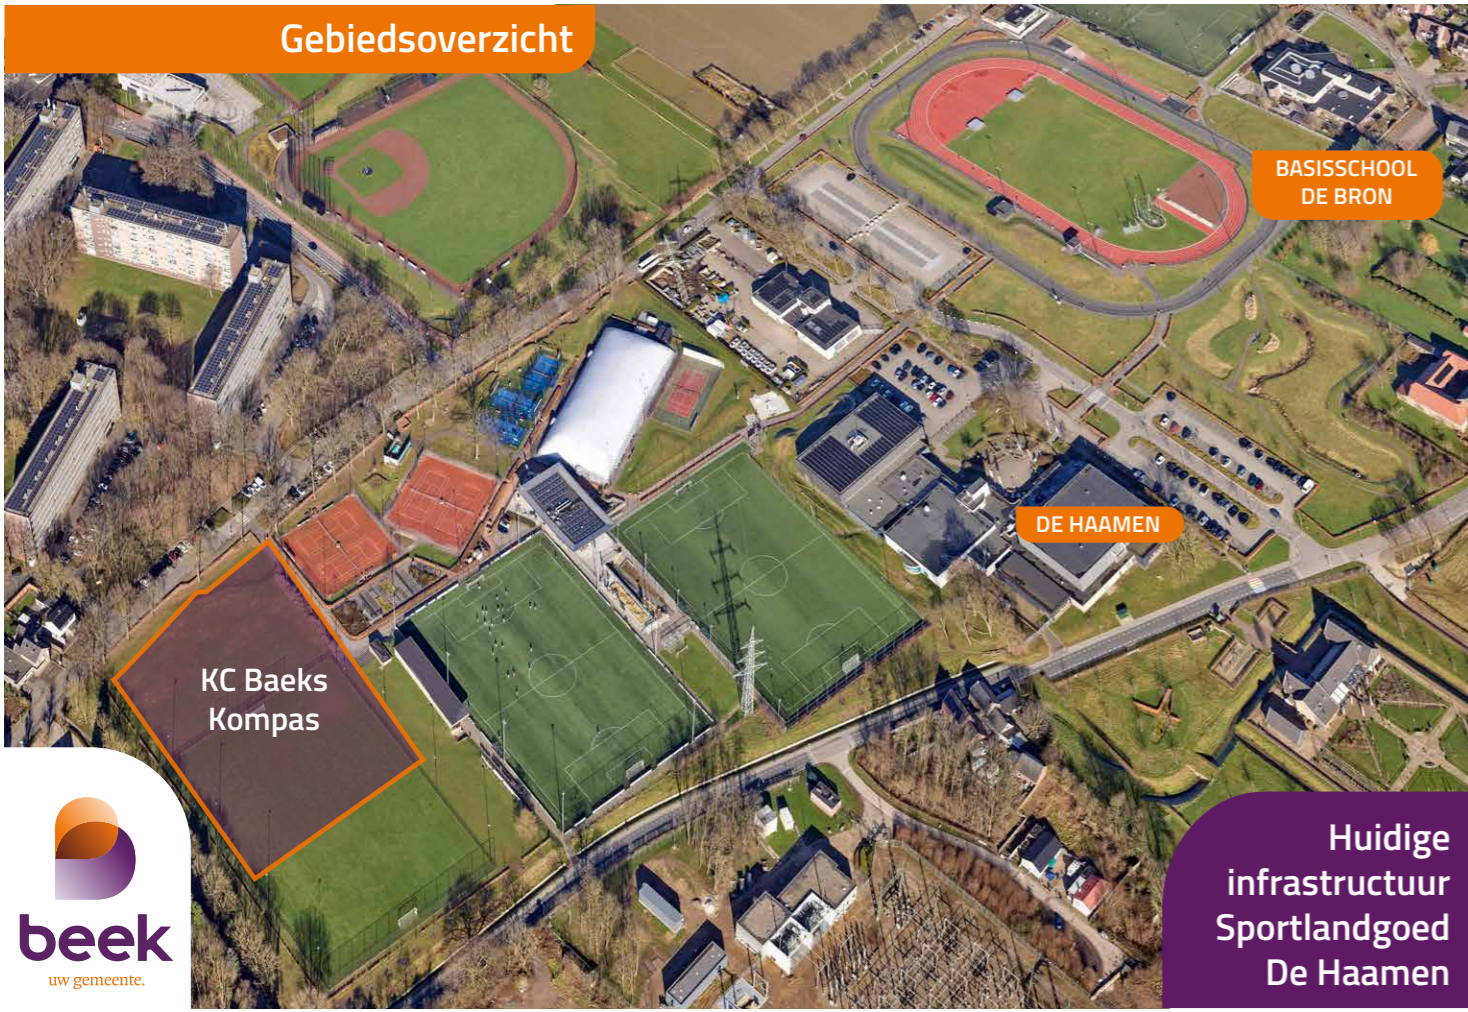 Gebiedsoverzicht
BASISSCHOOL
DE BRON
DE HAAMEN
KC Baeks
Kompas
beek
uw gemeente.
Huidige
infrastructuur
Sportlandgoed
De Haamen